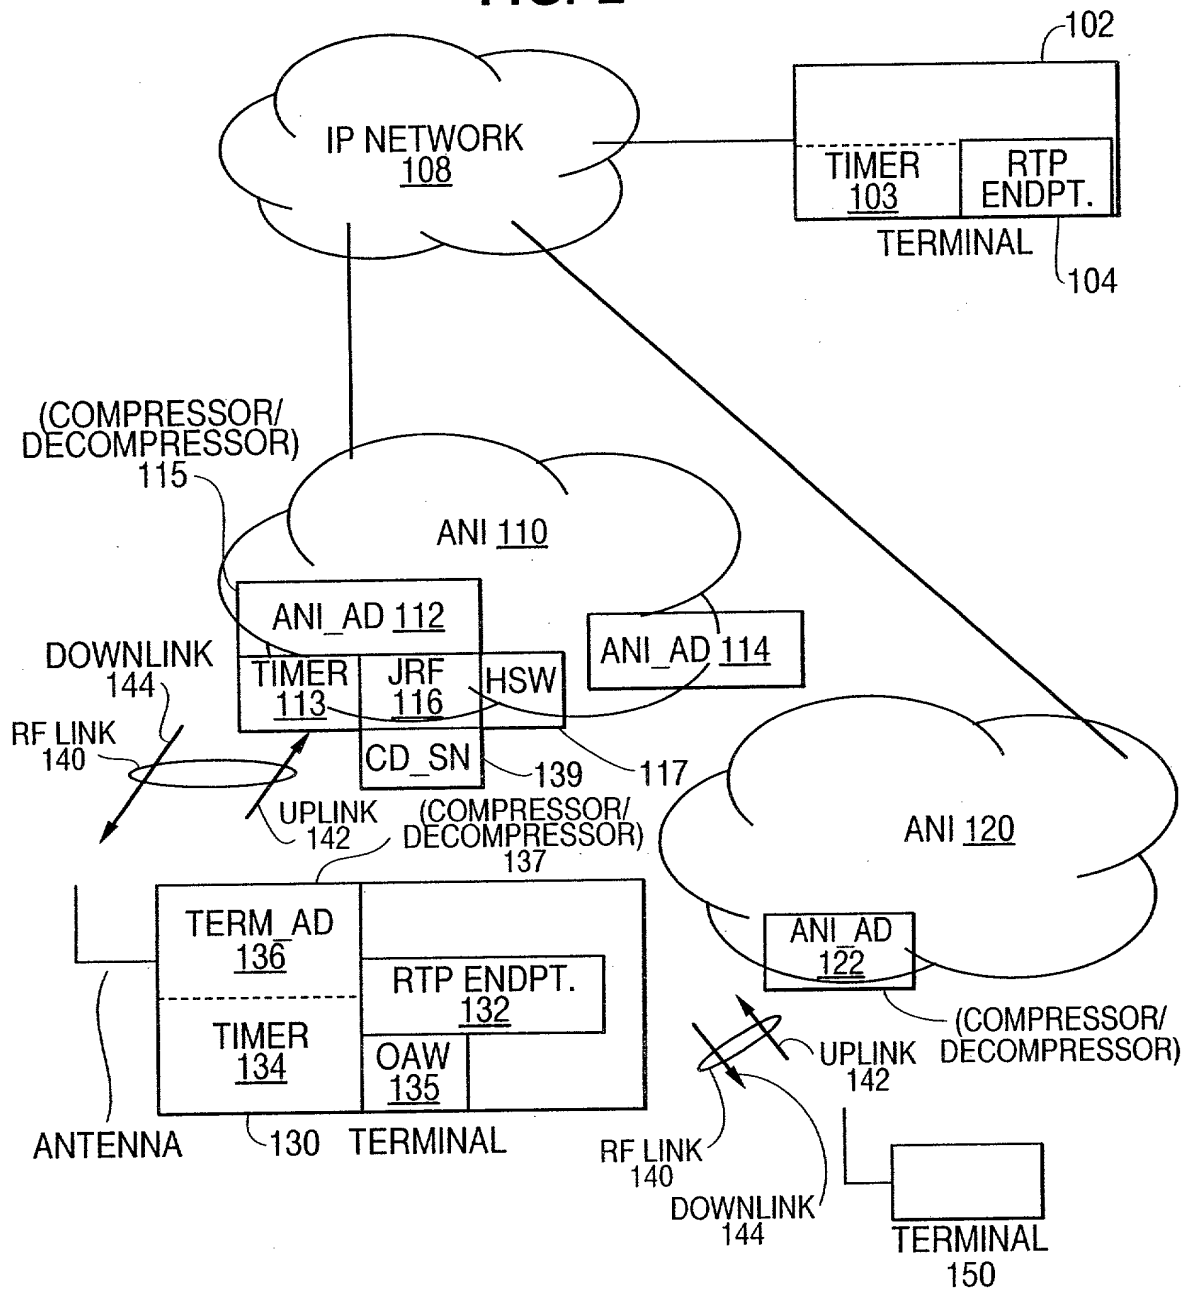 102
IP NETWORK
108
TIMER
103
RTP
ENDPT.
TERMINAL
104
(COMPRESSOR/
DECOMPRESSOR)
115
ANI 110
ANI_AD 112
ANI_AD 114
DOWNLINK
144
TIMER
113
JRF
116
HSW
RF LINK
140
CD_SN
139
117
UPLINK
142
(COMPRESSOR/
DECOMPRESSOR)
137
ANI 120
TERM_AD
136
RTP ENDPT.
132
TIMER
134
OAW
135
ANI_AD
122
(COMPRESSOR/
DECOMPRESSOR)
UPLINK
142
ANTENNA
130
TERMINAL
RF LINK
140
DOWNLINK
144
TERMINAL
150